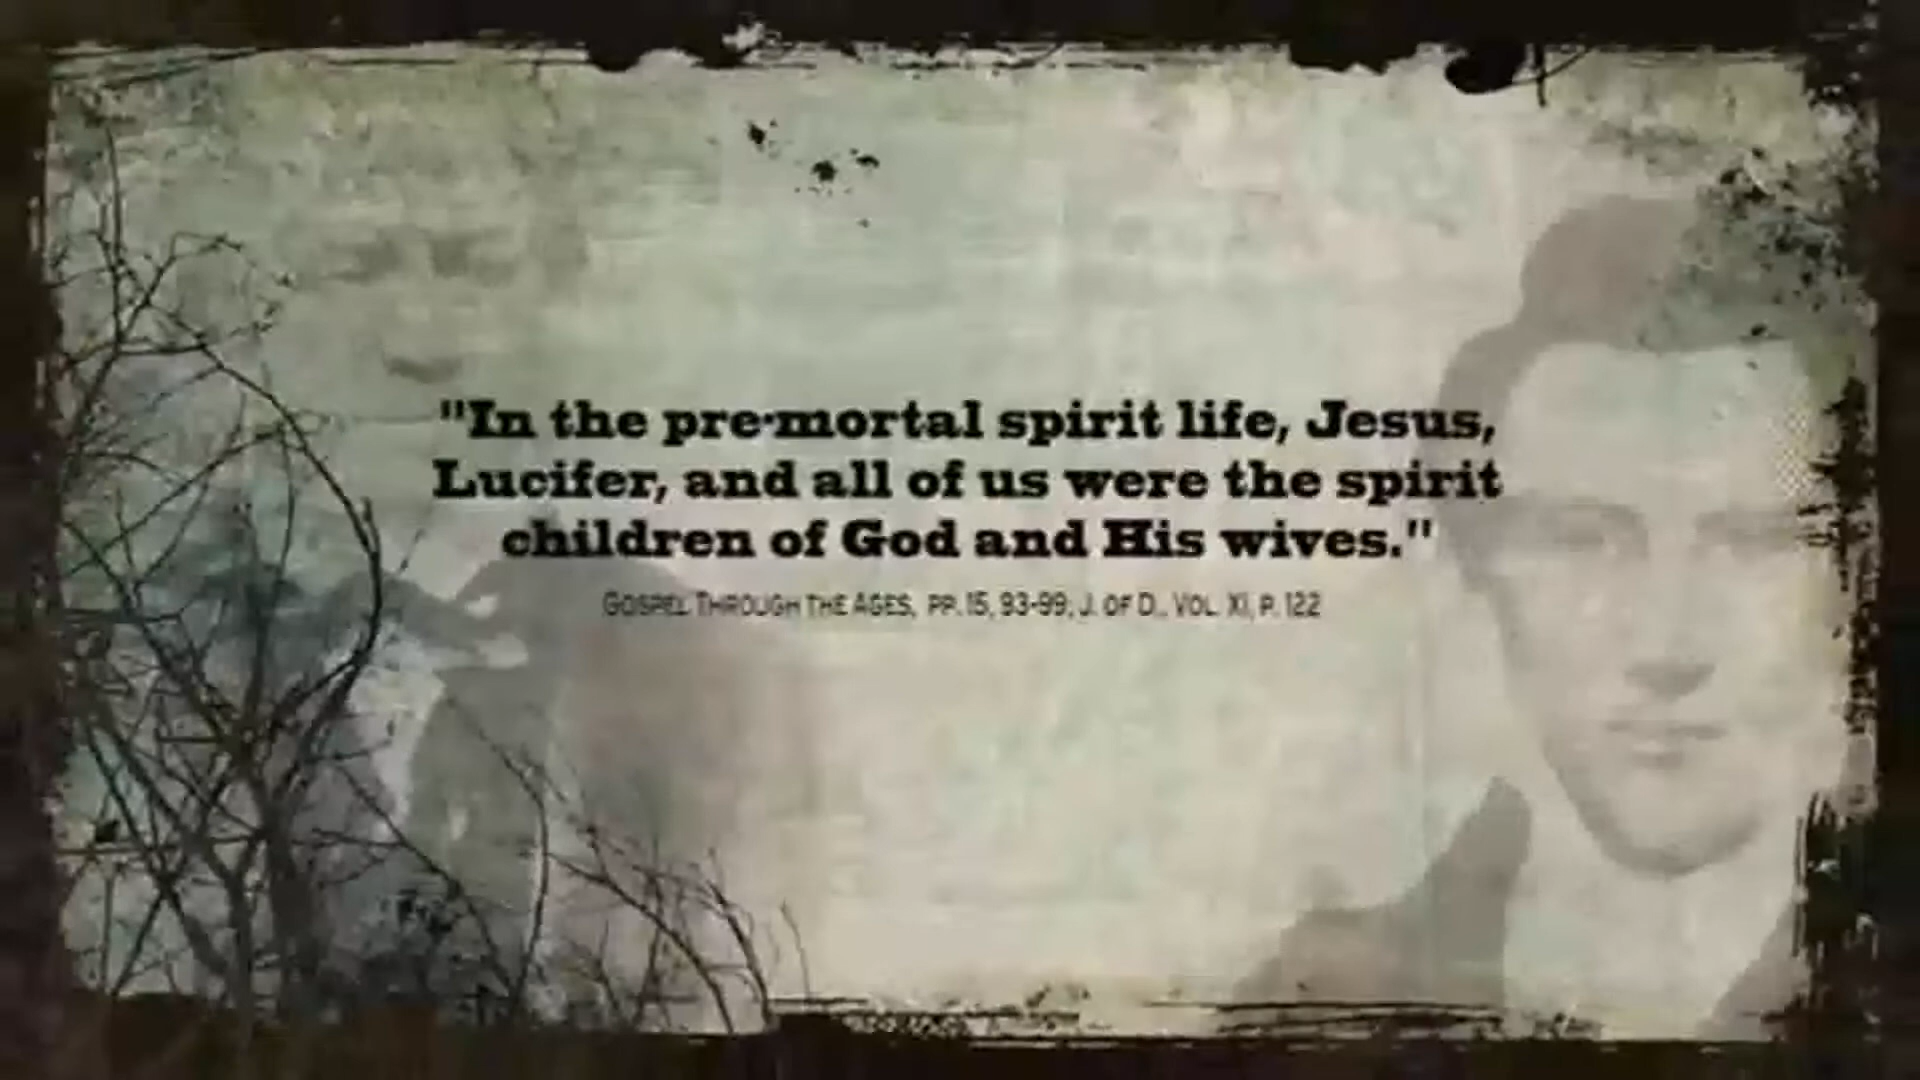 "In the pre-mortal spirit life, Jesus,
Lucifer, and all of us were the spirit
children of God and His wives."
GOSPEL THROUGH THE AGES, PP. 15, 93-99; J. OF D., VOL. XI, P. 122